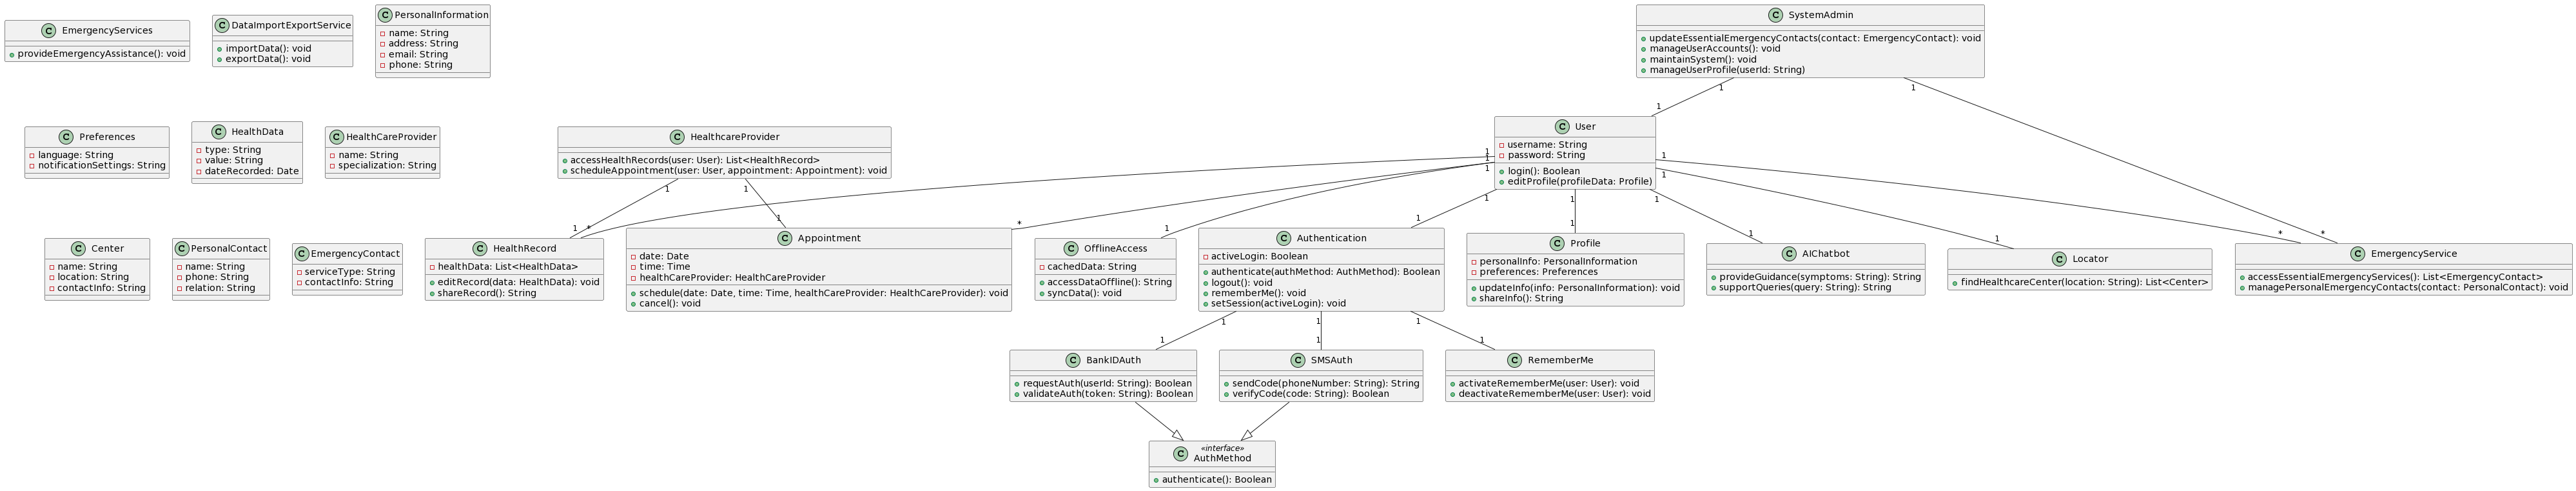 C EmergencyServices
provideEmergencyAssistance(): void
C DataImportExportService
importData(): void
exportData(): void
C PersonalInformation
name: String
address: String
email: String
phone: String
C SystemAdmin
updateEssentialEmergencyContacts(contact: EmergencyContact): void
manageUserAccounts(): void
maintainSystem(): void
manageUserProfile(userId: String)
1
1
1
C Preferences
language: String
notificationSettings: String
C HealthData
type: String
value: String
dateRecorded: Date
C HealthCareProvider
name: String
specialization: String
C HealthcareProvider
accessHealthRecords(user: User): List<HealthRecord>
scheduleAppointment(user: User, appointment: Appointment): void
C User
username: String
password: String
login(): Boolean
editProfile(profileData: Profile)
1
1
1
1
1
1
1
1
1
1
1
1
1
*
*
1
1
1
1
1
*
*
C Center
name: String
location: String
contactInfo: String
C PersonalContact
name: String
phone: String
relation: String
C EmergencyContact
serviceType: String
contactInfo: String
C HealthRecord
healthData: List<HealthData>
editRecord(data: HealthData): void
shareRecord(): String
C Appointment
date: Date
time: Time
healthCareProvider: HealthCareProvider
schedule(date: Date, time: Time, healthCareProvider: HealthCareProvider): void
cancel(): void
C OfflineAccess
cachedData: String
accessDataOffline(): String
syncData(): void
C Authentication
activeLogin: Boolean
authenticate(authMethod: AuthMethod): Boolean
logout(): void
rememberMe(): void
setSession(activeLogin): void
C Profile
personalInfo: PersonalInformation
preferences: Preferences
updateInfo(info: PersonalInformation): void
shareInfo(): String
C AIChatbot
provideGuidance(symptoms: String): String
supportQueries(query: String): String
C Locator
findHealthcareCenter(location: String): List<Center>
C EmergencyService
accessEssentialEmergencyServices(): List<EmergencyContact>
managePersonalEmergencyContacts(contact: PersonalContact): void
1
1
1
1
1
1
C BankIDAuth
requestAuth(userId: String): Boolean
validateAuth(token: String): Boolean
C SMSAuth
sendCode(phoneNumber: String): String
verifyCode(code: String): Boolean
C RememberMe
activateRememberMe(user: User): void
deactivateRememberMe(user: User): void
C «interface»
AuthMethod
authenticate(): Boolean